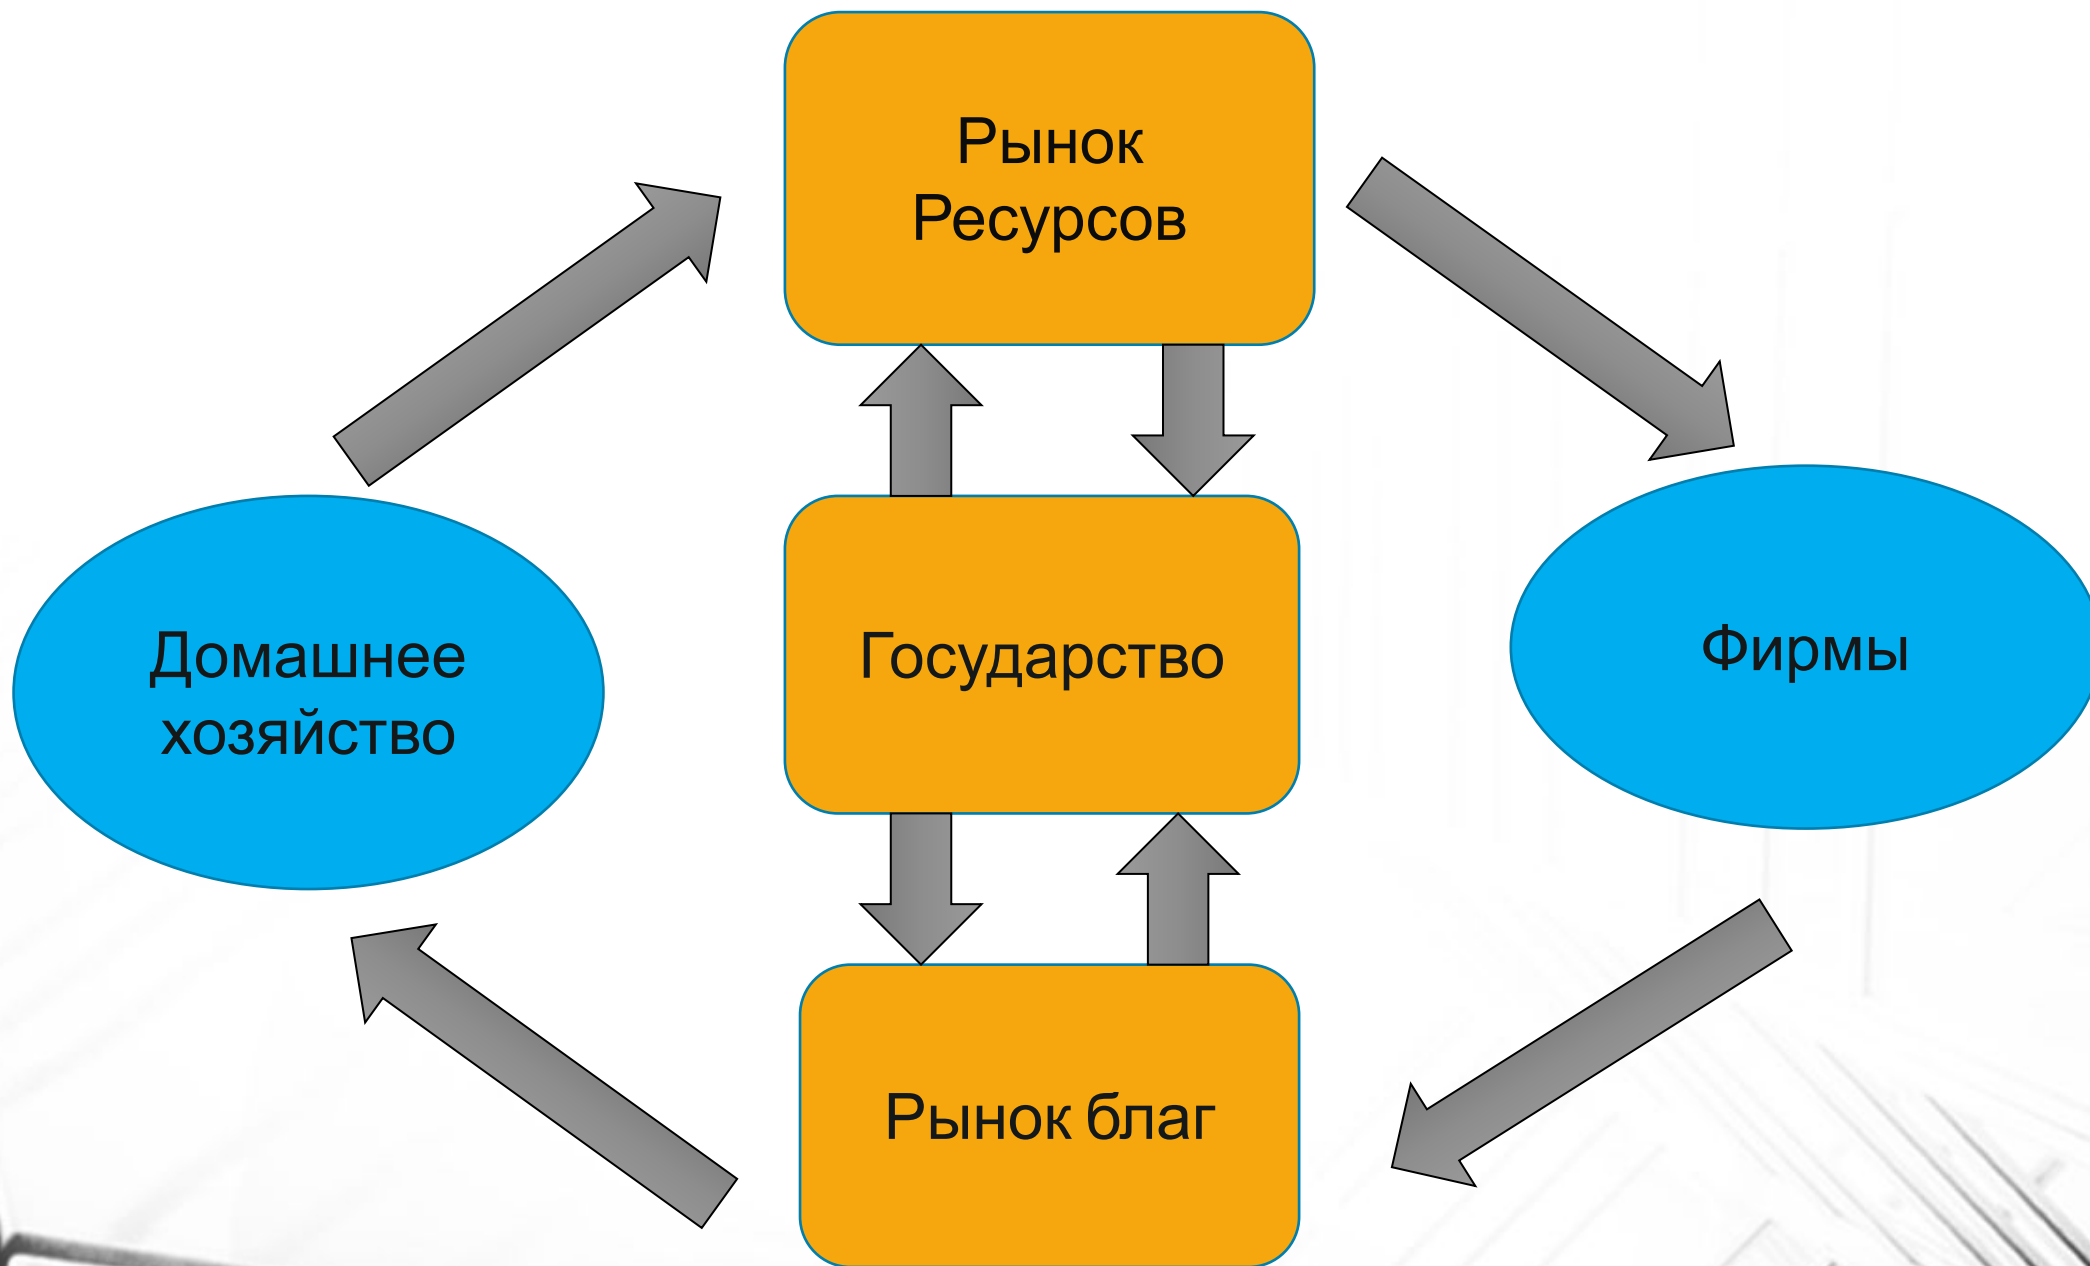 Рынок
Ресурсов
Домашнее
хозяйство
Государство
Фирмы
Рынок благ